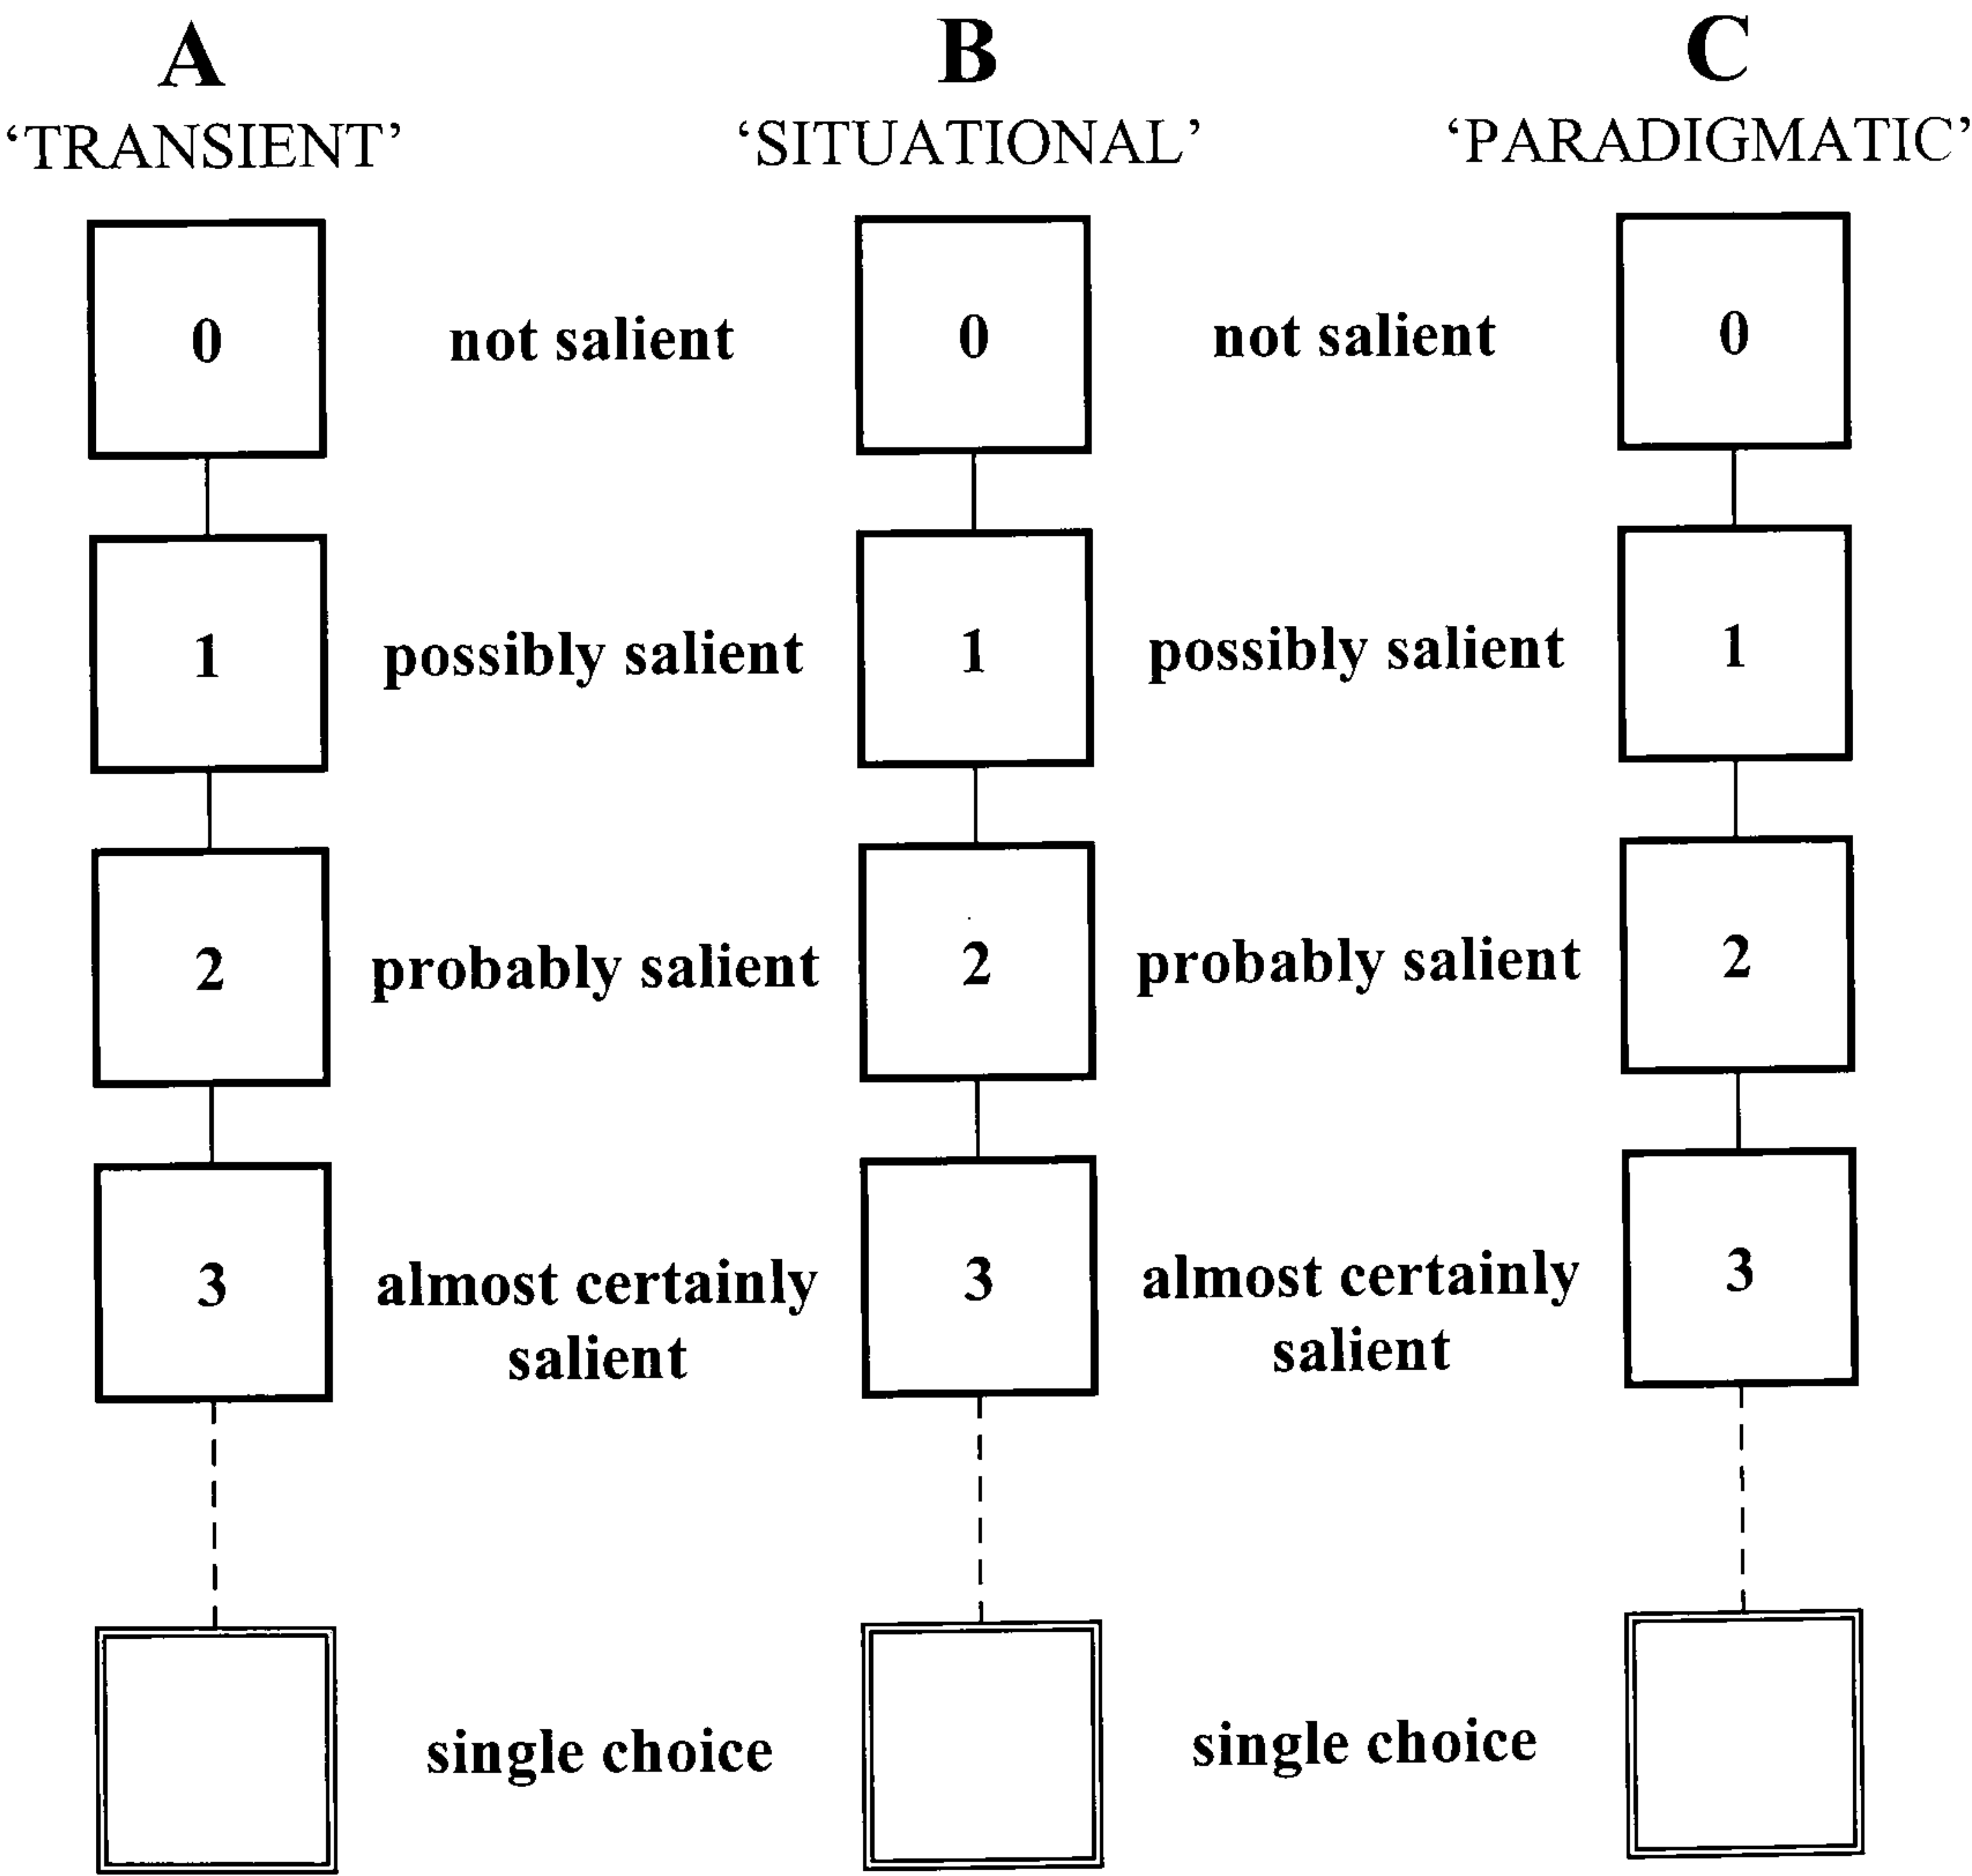 A B C
‘TRANSIENT’ ‘SITUATIONAL’ ‘PARADIGMATIC’
0 not salient 0 not salient 0
1 possibly salient 1 possibly salient 1
2 probably salient 2 probably salient 2
3 almost certainly 3 almost certainly 3
salient salient
single choice single choice